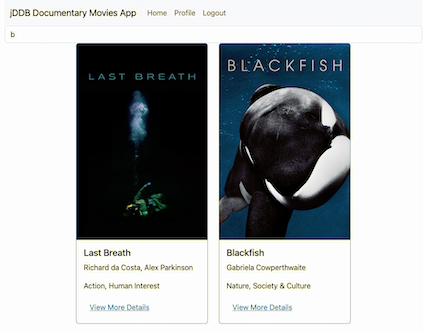 jDDB Documentary Movies App Home Profile Logout
b
LAST BREATH
BLACKFISH
Last Breath
Richard da Costa, Alex Parkinson
Action, Human Interest
View More Details
Blackfish
Gabriela Cowperthwaite
Nature, Society & Culture
View More Details